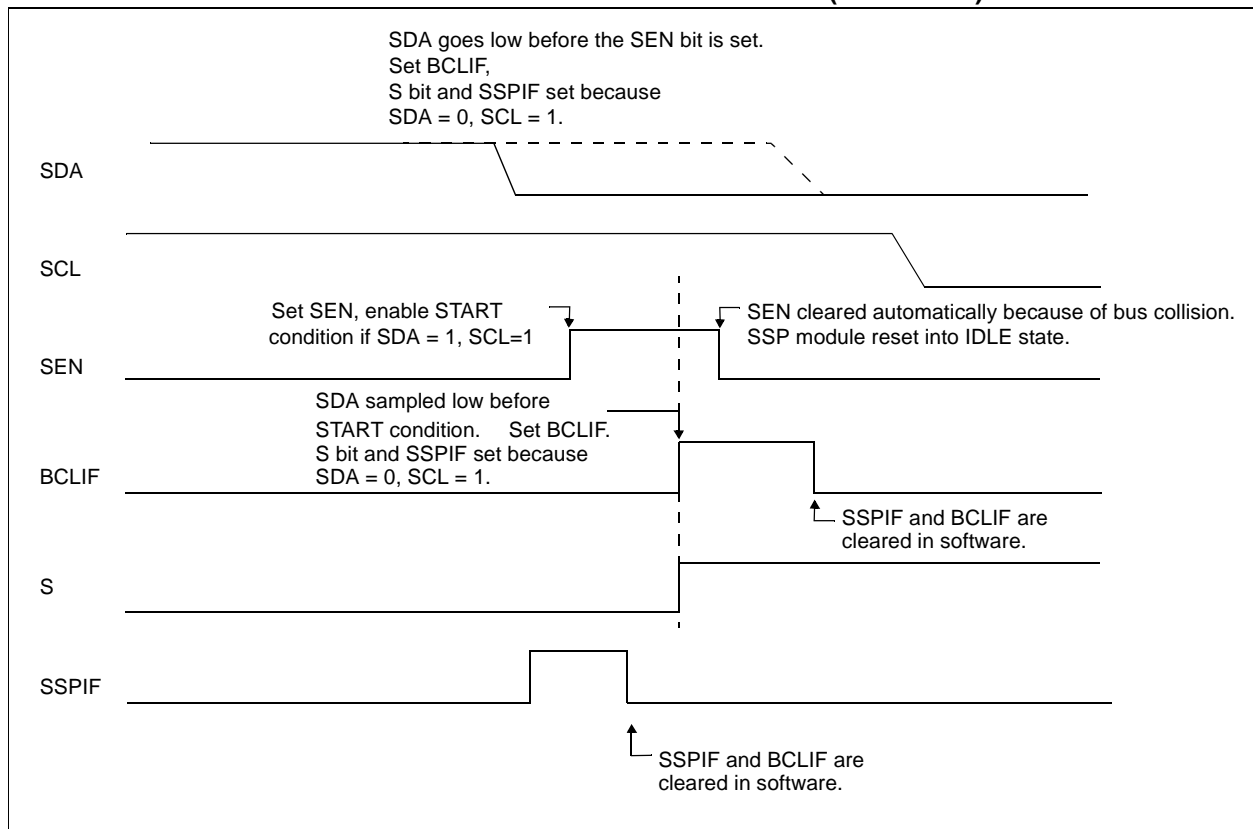 SDA goes low before the SEN bit is set.
Set BCLIF,
S bit and SSPIF set because
SDA = 0, SCL = 1.
SDA
SCL
Set SEN, enable START
condition if SDA = 1, SCL=1
SEN cleared automatically because of bus collision.
SSP module reset into IDLE state.
SEN
SDA sampled low before
START condition. Set BCLIF.
S bit and SSPIF set because
SDA = 0, SCL = 1.
BCLIF
SSPIF and BCLIF are
cleared in software.
S
SSPIF
SSPIF and BCLIF are
cleared in software.